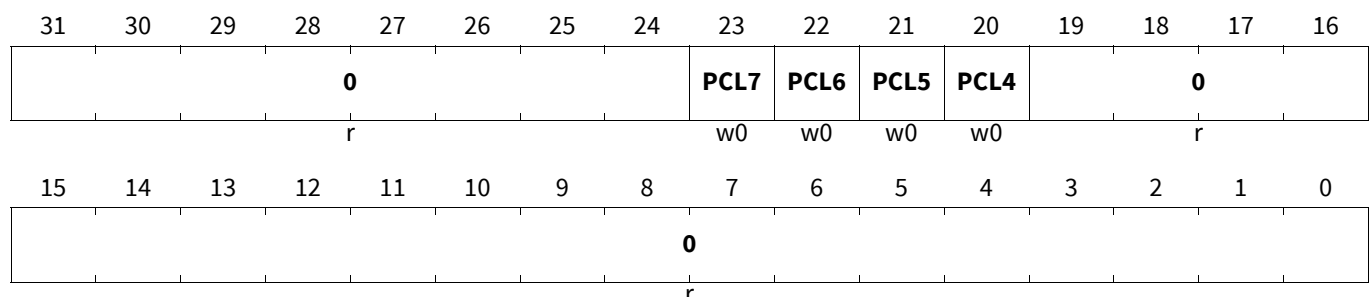 31 30 29 28 27 26 25 24 23 22 21 20 19 18 17 16
0 PCL7 PCL6 PCL5 PCL4 0
r w0 w0 w0 w0 r
15 14 13 12 11 10 9 8 7 6 5 4 3 2 1 0
0
r